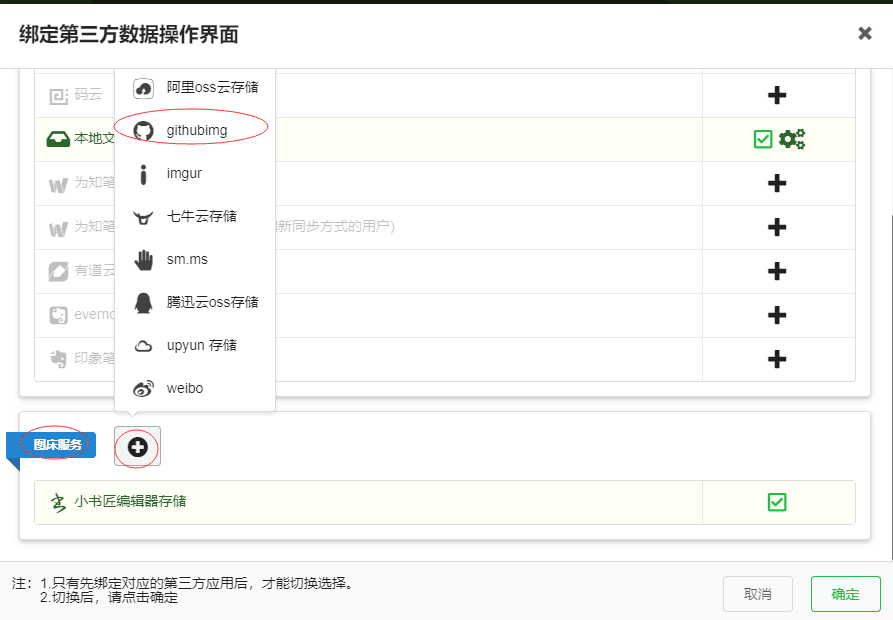 绑定第三方数据操作界面
码云
阿里oss云存储
githubimg
本地文
imgur
为知笔
七牛云存储
为知笔
新同步方式的用户)
sm.ms
有道云
腾迅云oss存储
everno
upyun 存储
印象笔
weibo
图床服务
小书匠编辑器存储
注：1.只有先绑定对应的第三方应用后，才能切换选择。
2.切换后，请点击确定
取消
确定